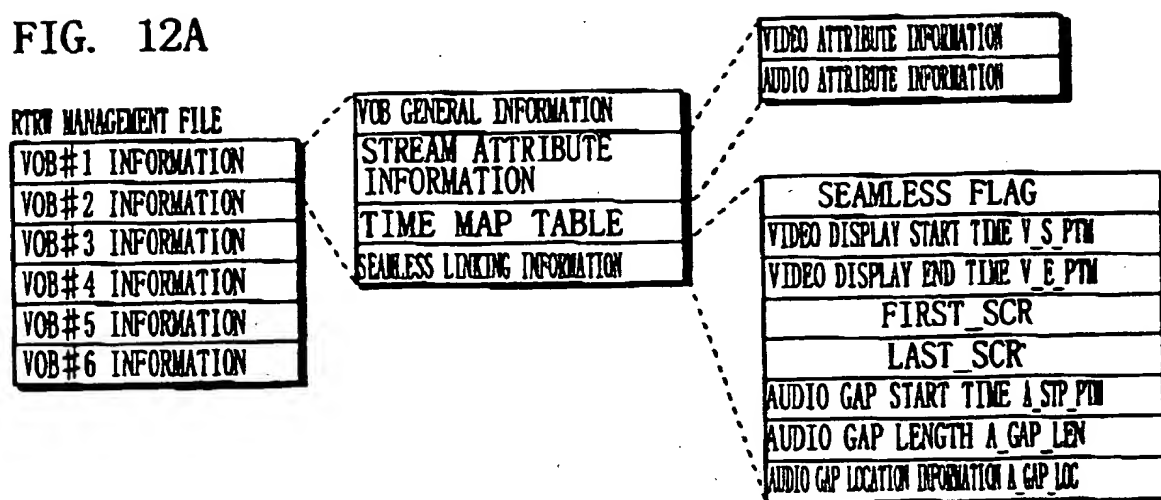 FIG. 12A
RTRW MANAGEMENT FILE
VOB#1 INFORMATION
VOB#2 INFORMATION
VOB#3 INFORMATION
VOB#4 INFORMATION
VOB#5 INFORMATION
VOB#6 INFORMATION
VOB GENERAL INFORMATION
STREAM ATTRIBUTE
INFORMATION
TIME MAP TABLE
SEAMLESS LINKING INFORMATION
VIDEO ATTRIBUTE INFORMATION
AUDIO ATTRIBUTE INFORMATION
SEAMLESS FLAG
VIDEO DISPLAY START TIME V_S_PTM
VIDEO DISPLAY END TIME V_E_PTM
FIRST_SCR
LAST_SCR
AUDIO GAP START TIME A_STP_PTM
AUDIO GAP LENGTH A_GAP_LEN
AUDIO GAP LOCATION INFORMATION A_GAP_LOC